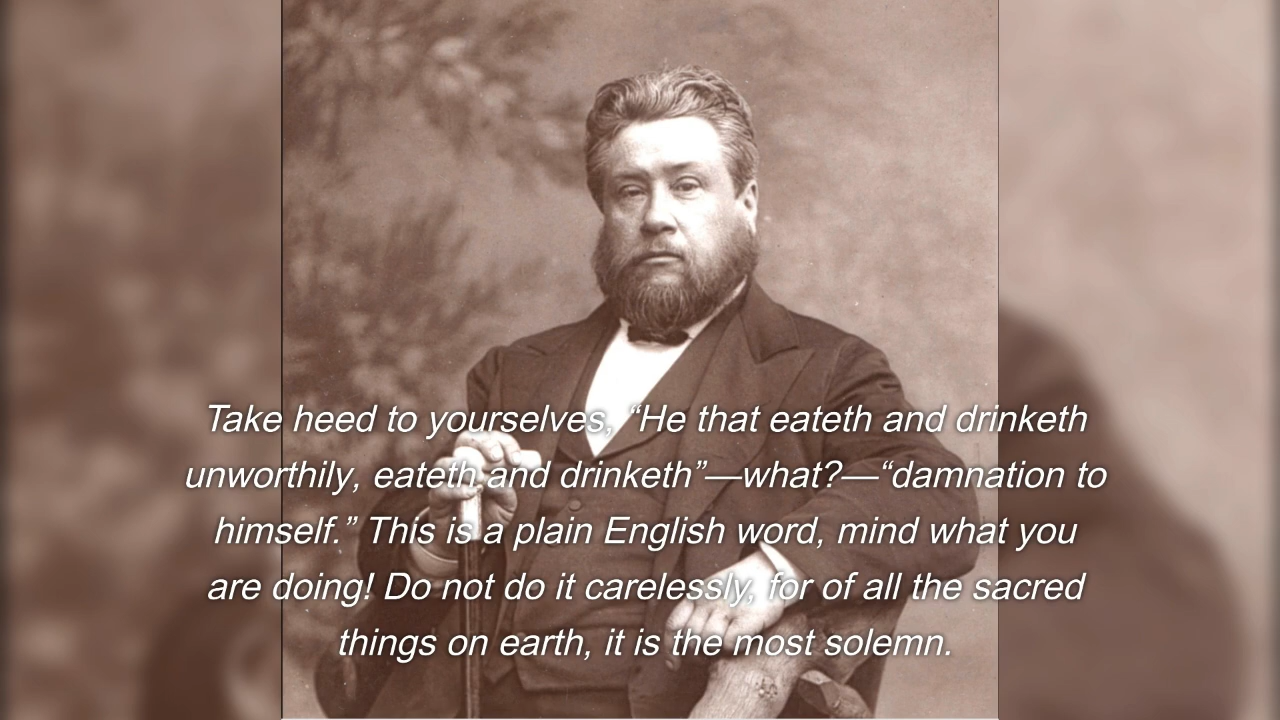 Take heed to yourselves, “He that eateth and drinketh
unworthily, eateth and drinketh”—what?—“damnation to
himself.” This is a plain English word, mind what you
are doing! Do not do it carelessly, for of all the sacred
things on earth, it is the most solemn.